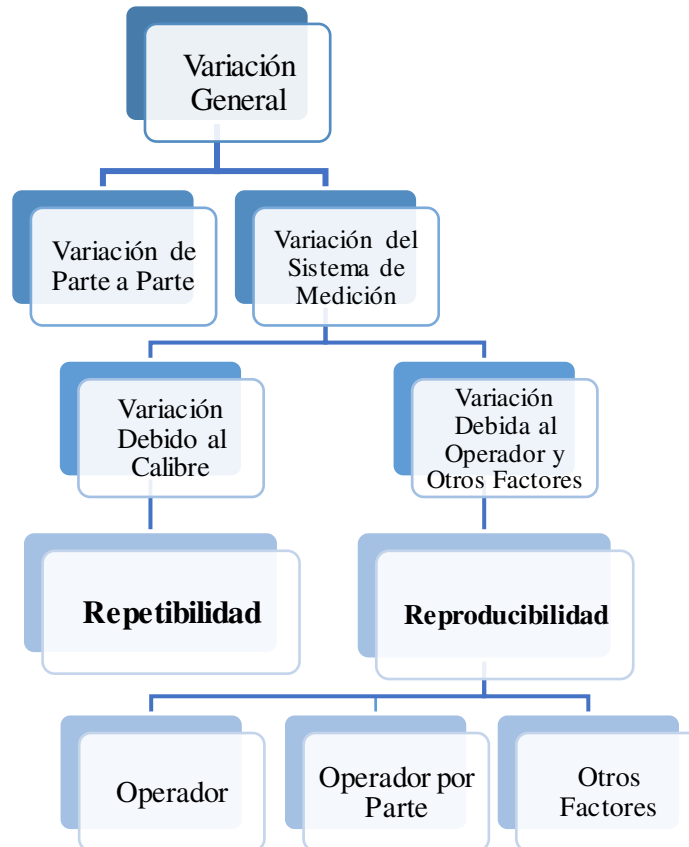 Variación
General
Variación de
Parte a Parte
Variación del
Sistema de
Medición
Variación
Debido al
Calibre
Variación
Debida al
Operador y
Otros Factores
Repetibilidad
Reproducibilidad
Operador
Operador por
Parte
Otros
Factores